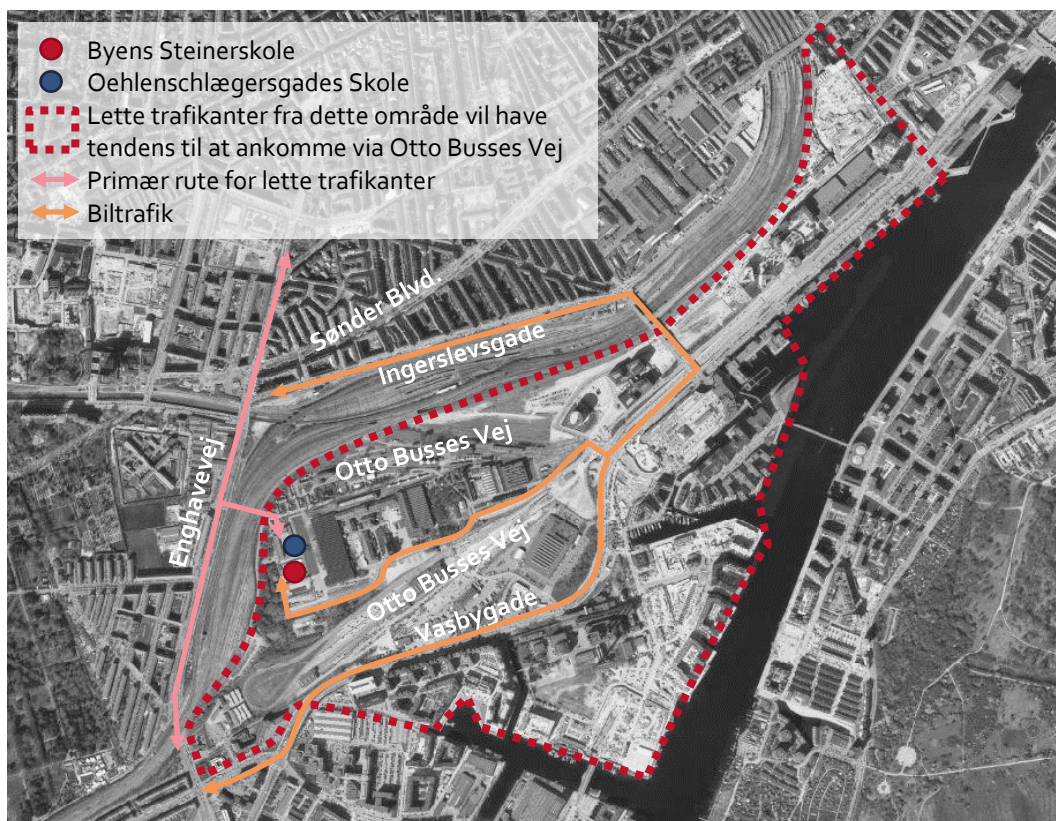 Byens Steinerskole
Oehlenschlægersgades Skole
Lette trafikanter fra dette område vil have
tendens til at ankomme via Otto Busses Vej
Primær rute for lette trafikanter
Biltrafik
Sønder Blvd.
Ingerslevsgade
Otto Busses Vej
Enghavevej
Otto Busses Vej
Vasbygade